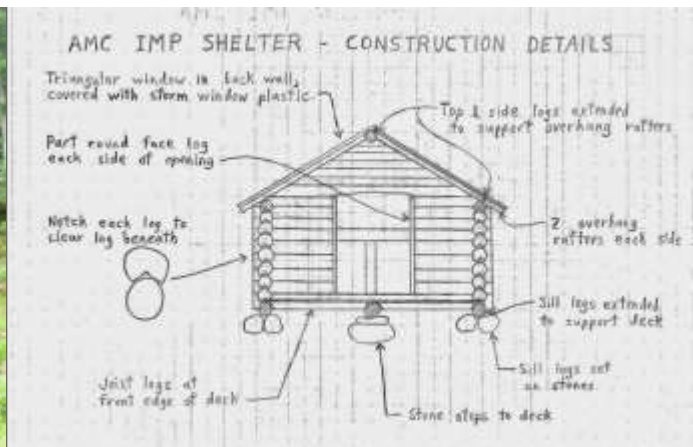 AMC IMP SHELTER - CONSTRUCTION DETAILS
Triangular window in back wall,
covered with storm window plastic
Top & side logs extended
to support overhang rafters
Part round face log
each side of opening
Notch each log to
clear log beneath
2 overhang
rafters each side
Sill logs extended
to support deck
Sill logs set
on stones
Joist logs at
front edge of deck
Stone steps to deck